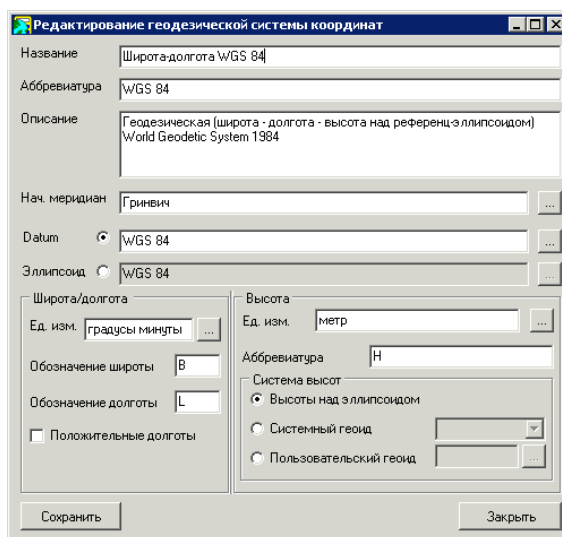 Редактирование геодезической системы координат
Название Широта-долгота WGS 84
Аббревиатура WGS 84
Описание Геодезическая (широта - долгота - высота над референц-эллипсоидом)
World Geodetic System 1984
Нач. меридиан Гринвич ...
Datum WGS 84 ...
Эллипсоид WGS 84 ...
Широта/долгота
Ед. изм. градусы минуты ...
Обозначение широты B
Обозначение долготы L
Положительные долготы
Высота
Ед. изм. метр ...
Аббревиатура H
Система высот
Высоты над эллипсоидом
Системный геоид
Пользовательский геоид ...
Сохранить Закрыть